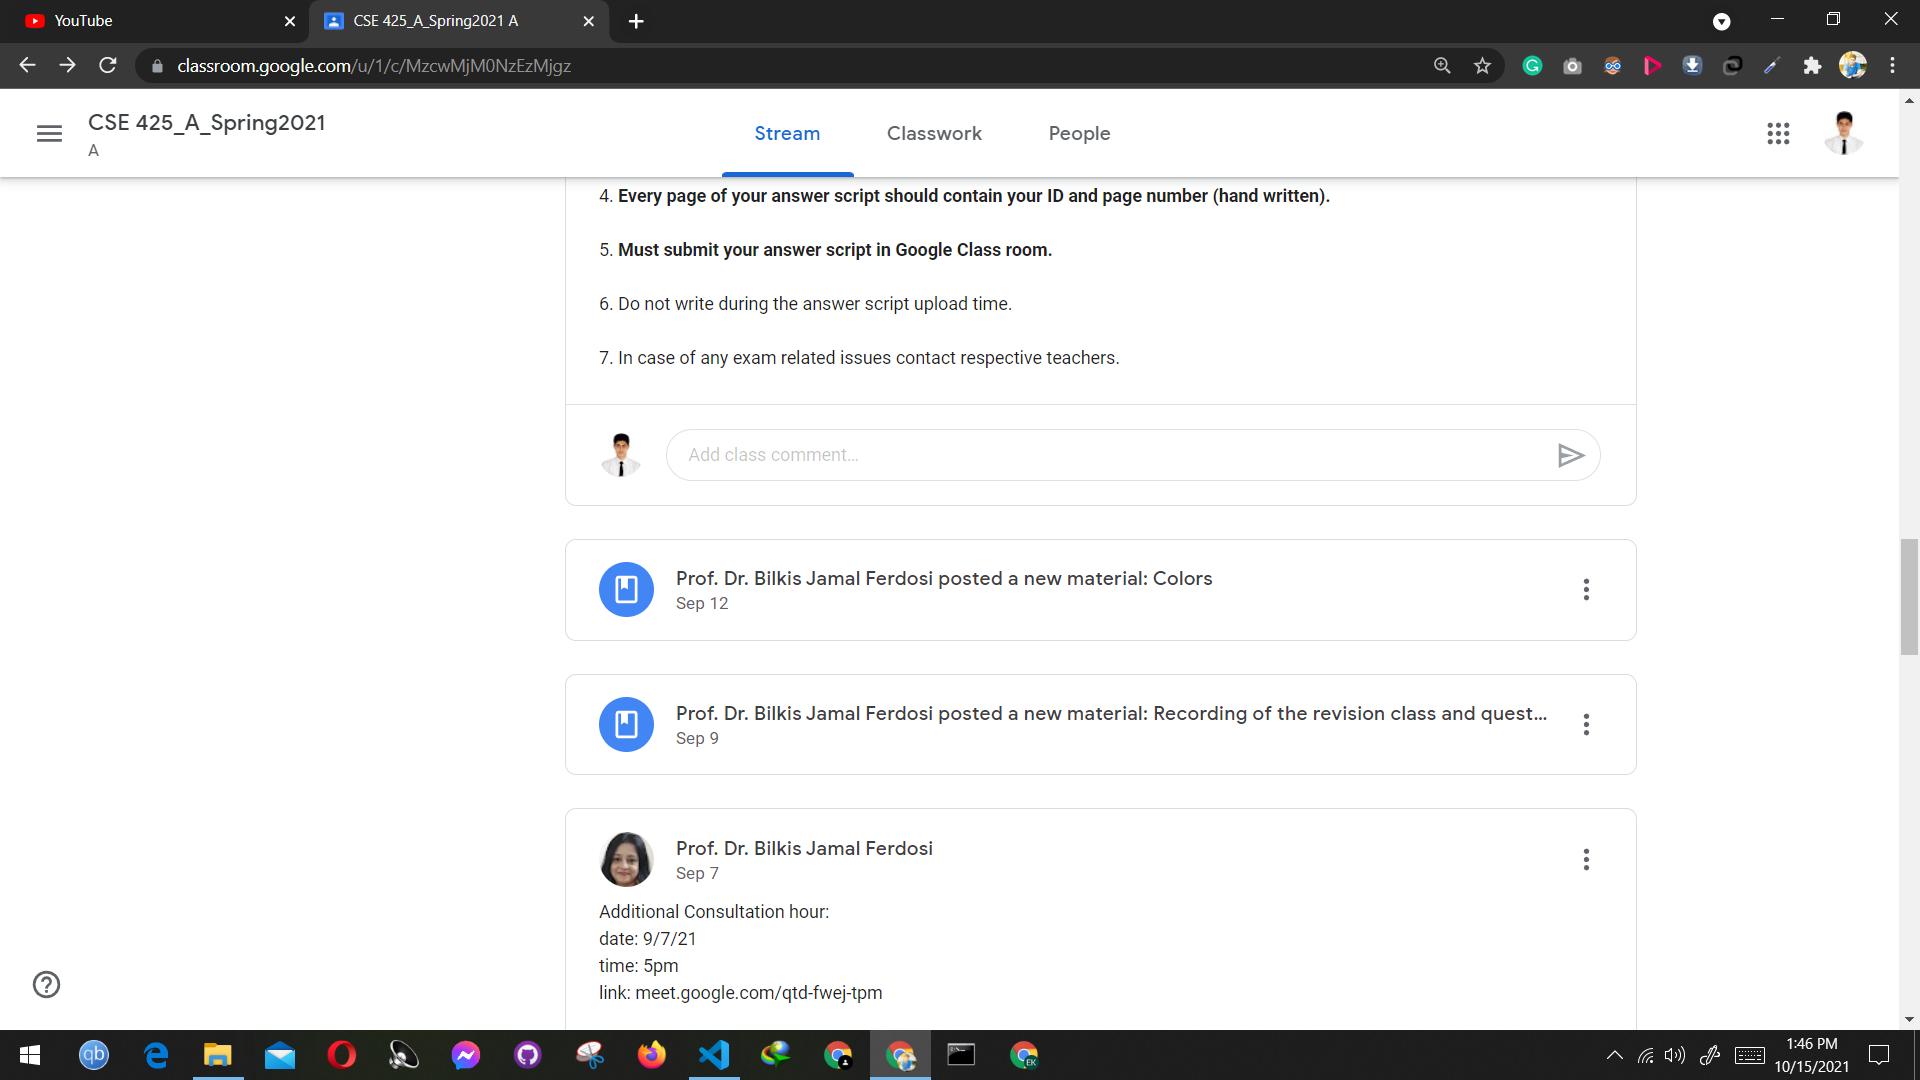 YouTube
CSE 425_A_Spring2021 A
classroom.google.com/u/1/c/MzcwMjM0NzEzMjgz
CSE 425_A_Spring2021
A
Stream
Classwork
People
4. Every page of your answer script should contain your ID and page number (hand written).
5. Must submit your answer script in Google Class room.
6. Do not write during the answer script upload time.
7. In case of any exam related issues contact respective teachers.
Add class comment...
Prof. Dr. Bilkis Jamal Ferdosi posted a new material: Colors
Sep 12
Prof. Dr. Bilkis Jamal Ferdosi posted a new material: Recording of the revision class and quest...
Sep 9
Prof. Dr. Bilkis Jamal Ferdosi
Sep 7
Additional Consultation hour:
date: 9/7/21
time: 5pm
link: meet.google.com/qtd-fwej-tpm
qb
EK
1:46 PM
10/15/2021